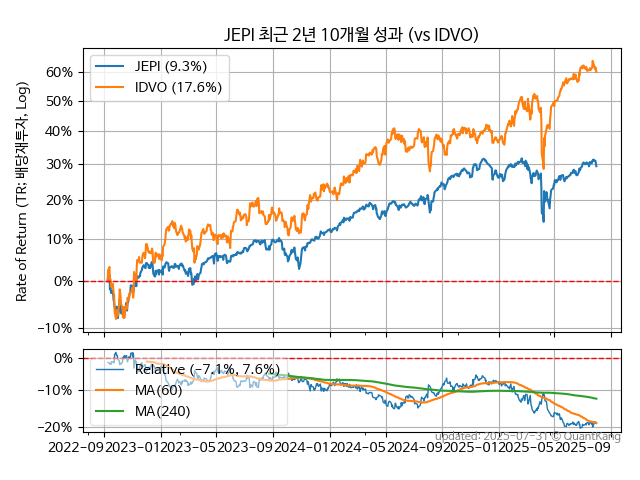 JEPI 최근 2년 10개월 성과 (vs IDVO)
JEPI (9.3%)
IDVO (17.6%)
Rate of Return (TR: 배당재투자, Log)
60%
50%
40%
30%
20%
10%
0%
−10%
Relative (−7.1%, 7.6%)
MA(60)
MA(240)
0%
−10%
−20%
2022−09
2023−01
2023−05
2023−09
2024−01
2024−05
2024−09
2025−01
2025−05
2025−09
updated: 2025-07-31 © QuantKang